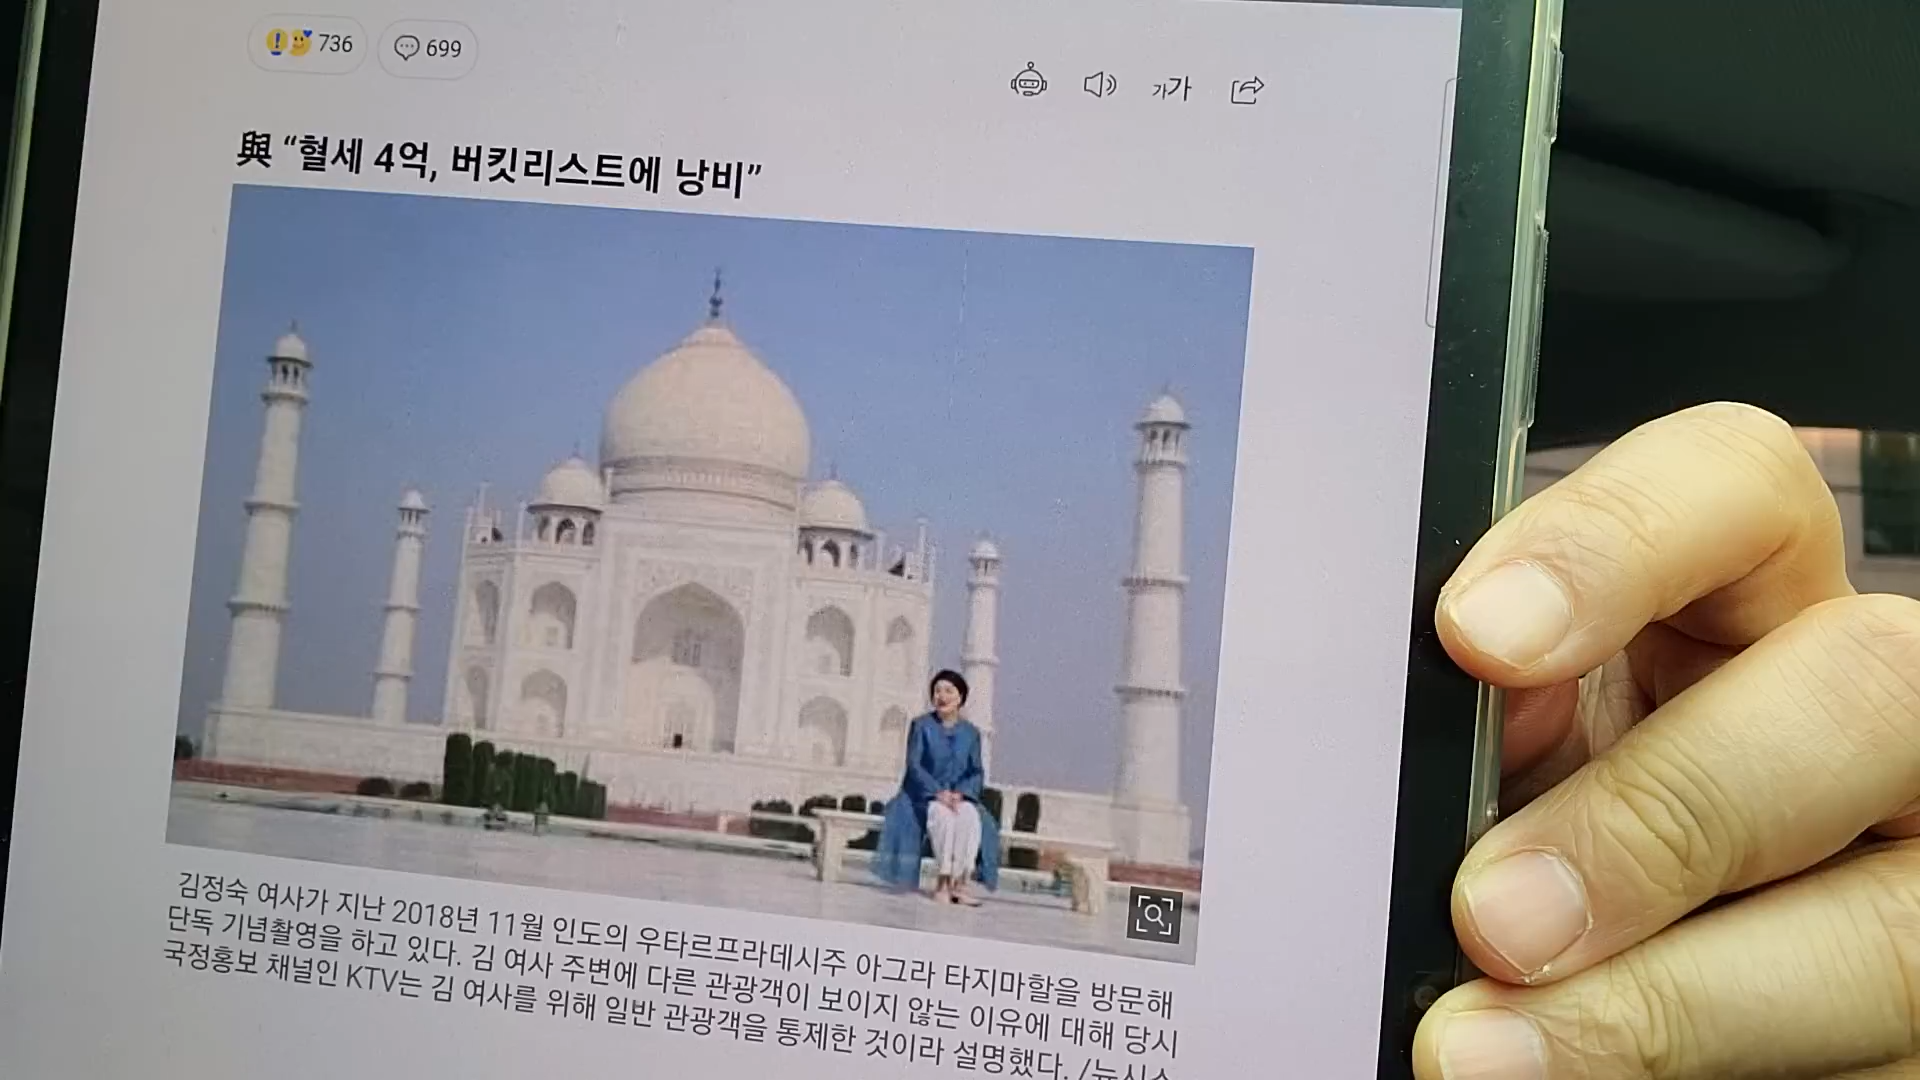 736
699
가가
與 “혈세 4억, 버킷리스트에 낭비”
김정숙 여사가 지난 2018년 11월 인도의 우타르프라데시주 아그라 타지마할을 방문해
단독 기념촬영을 하고 있다. 김 여사 주변에 다른 관광객이 보이지 않는 이유에 대해 당시
국정홍보 채널인 KTV는 김 여사를 위해 일반 관광객을 통제한 것이라 설명했다. /뉴시스